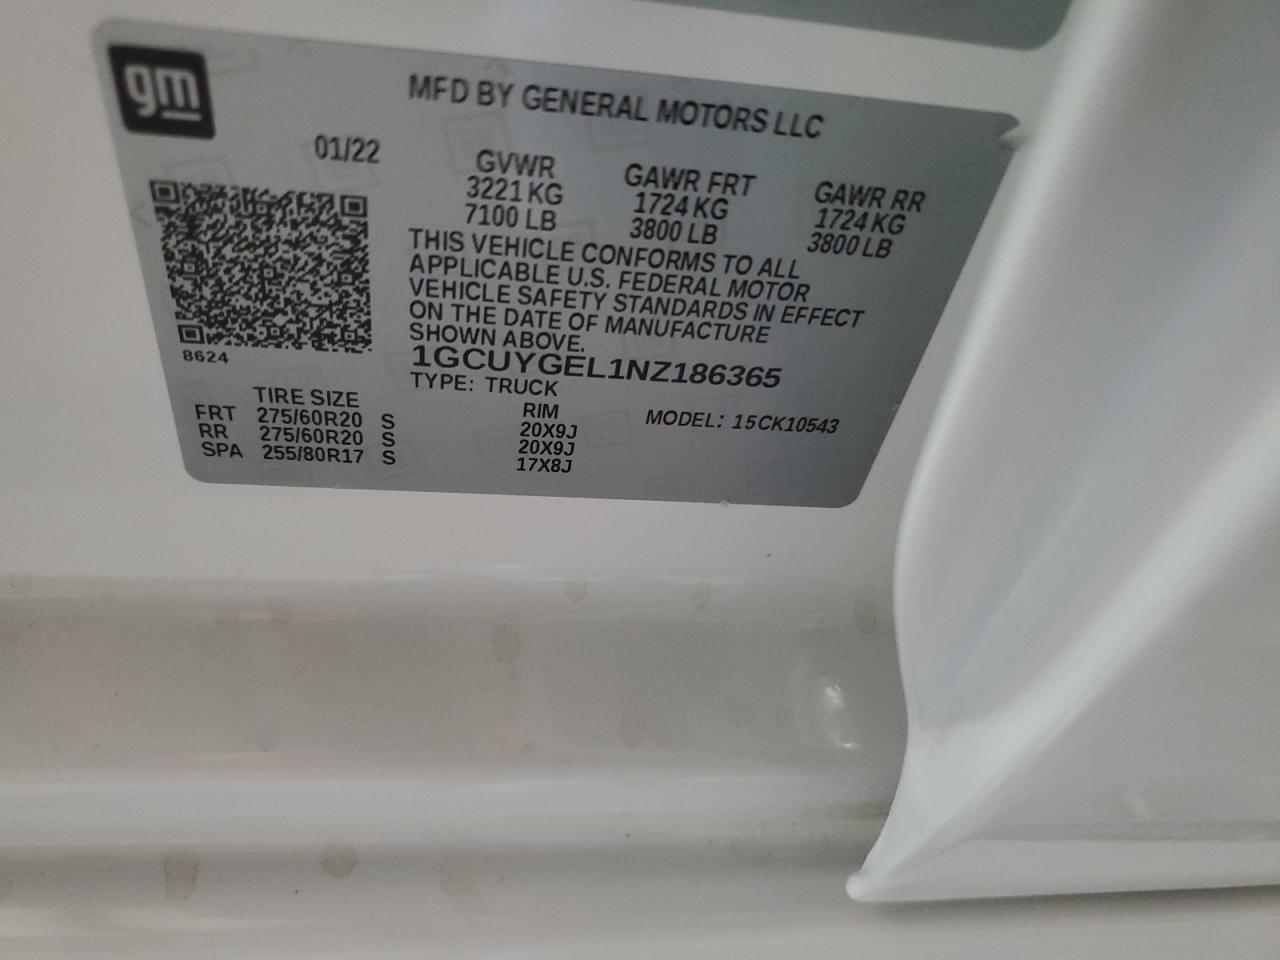 gm
MFD BY GENERAL MOTORS LLC
01/22 GVWR GAWR FRT GAWR RR
3221 KG 1724 KG 1724 KG
7100 LB 3800 LB 3800 LB
THIS VEHICLE CONFORMS TO ALL
APPLICABLE U.S. FEDERAL MOTOR
VEHICLE SAFETY STANDARDS IN EFFECT
ON THE DATE OF MANUFACTURE
SHOWN ABOVE.
8624 1GCUYGEL1NZ186365
TYPE: TRUCK
TIRE SIZE RIM MODEL: 15CK10543
FRT 275/60R20 S 20X9J
RR 275/60R20 S 20X9J
SPA 255/80R17 S 17X8J